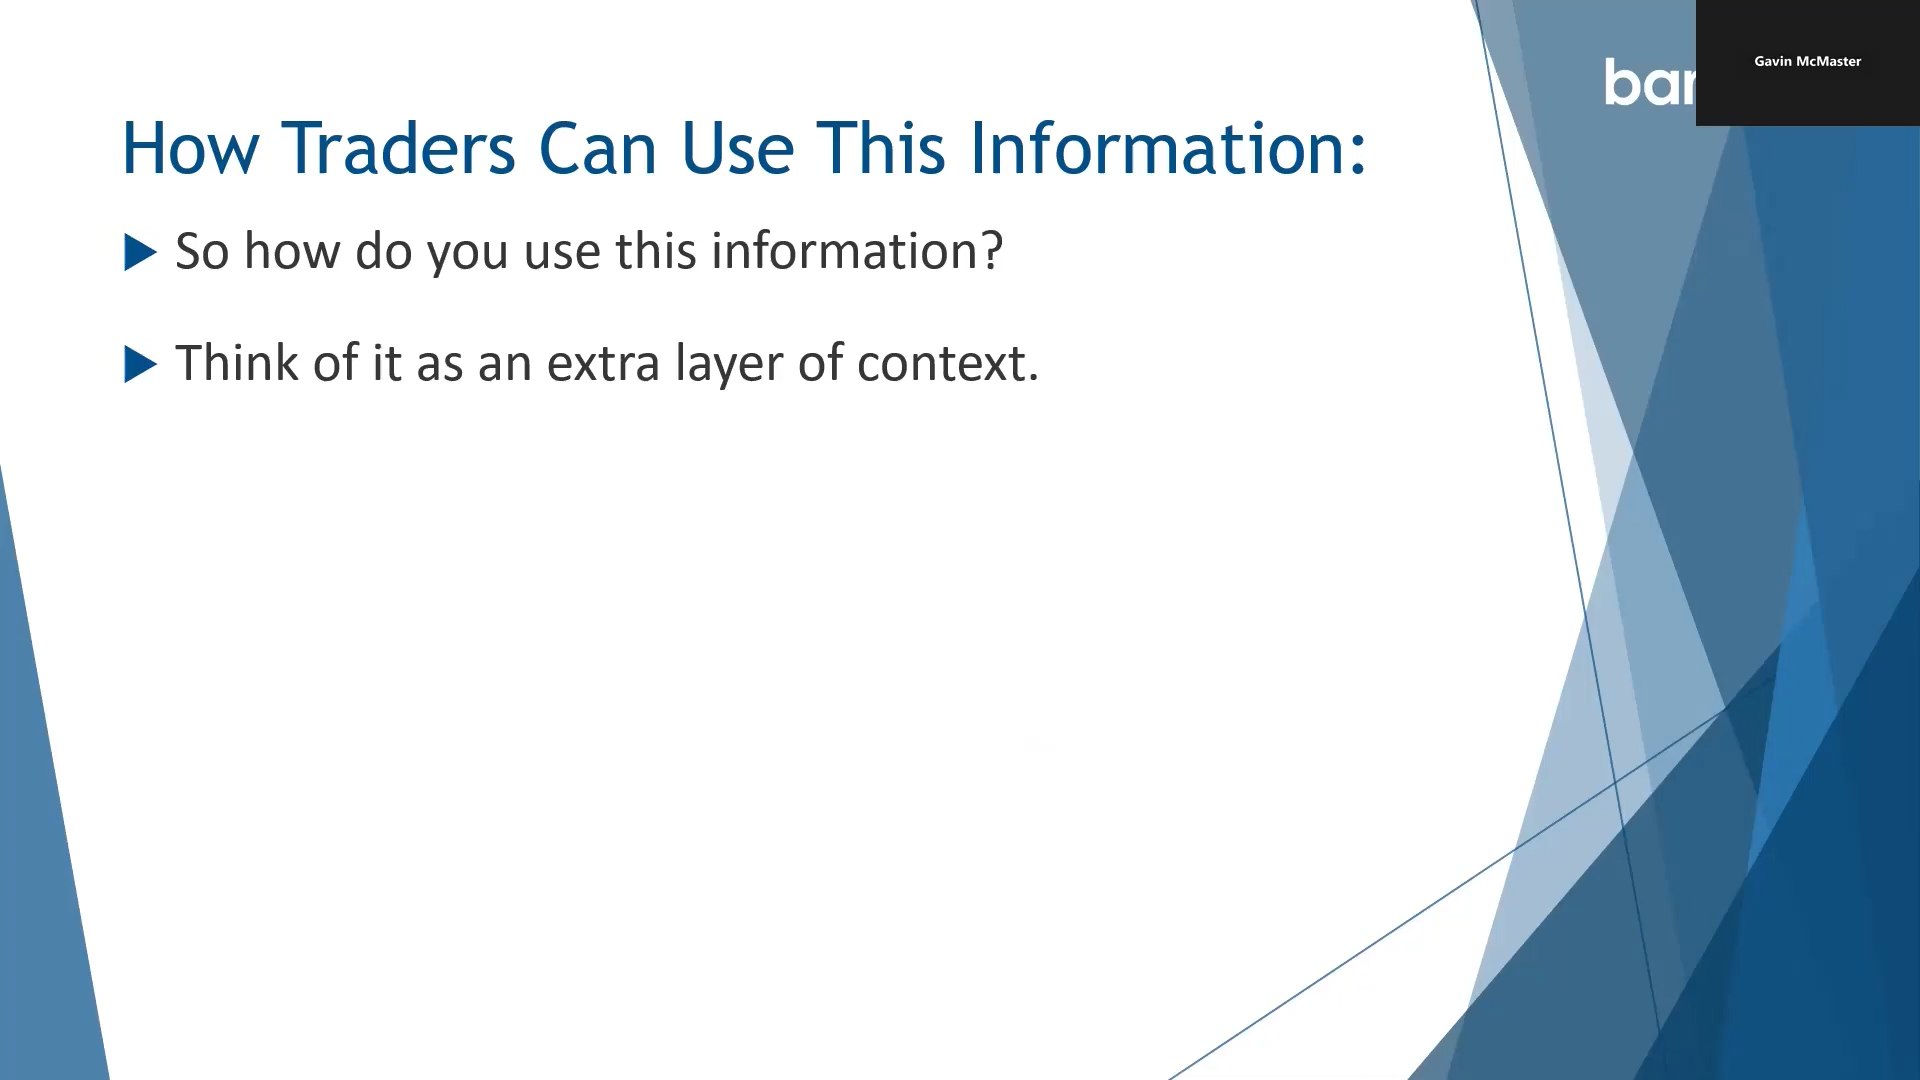 bar
Gavin McMaster
How Traders Can Use This Information:
So how do you use this information?
Think of it as an extra layer of context.